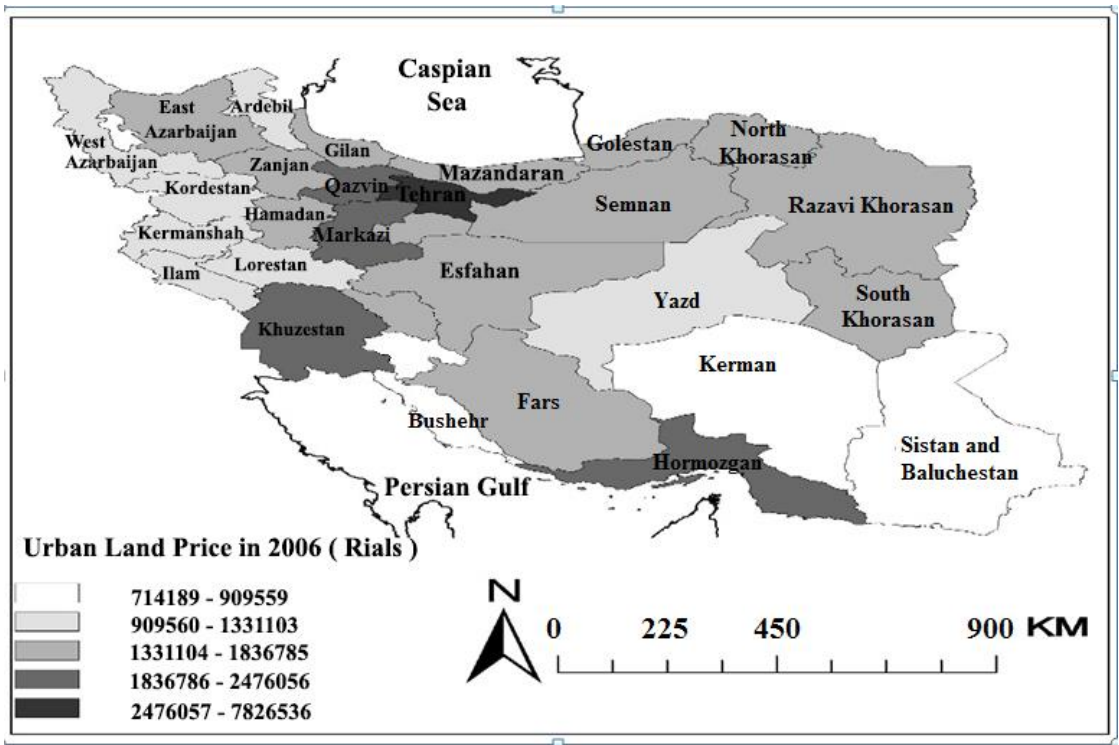 Caspian
Sea
East
Azarbaijan
Ardebil
West
Azarbaijan
Gilan
Golestan
North
Khorasan
Zanjan
Mazandaran
Kordestan
Qazvin
Tehran
Semnan
Razavi Khorasan
Hamadan
Kermanshah
Markazi
Ilam
Lorestan
Esfahan
Yazd
South
Khorasan
Khuzestan
Kerman
Fars
Bushehr
Hormozgan
Sistan and
Baluchestan
Persian Gulf
Urban Land Price in 2006 ( Rials )
714189 - 909559
909560 - 1331103
1331104 - 1836785
1836786 - 2476056
2476057 - 7826536
N
0 225 450 900 KM